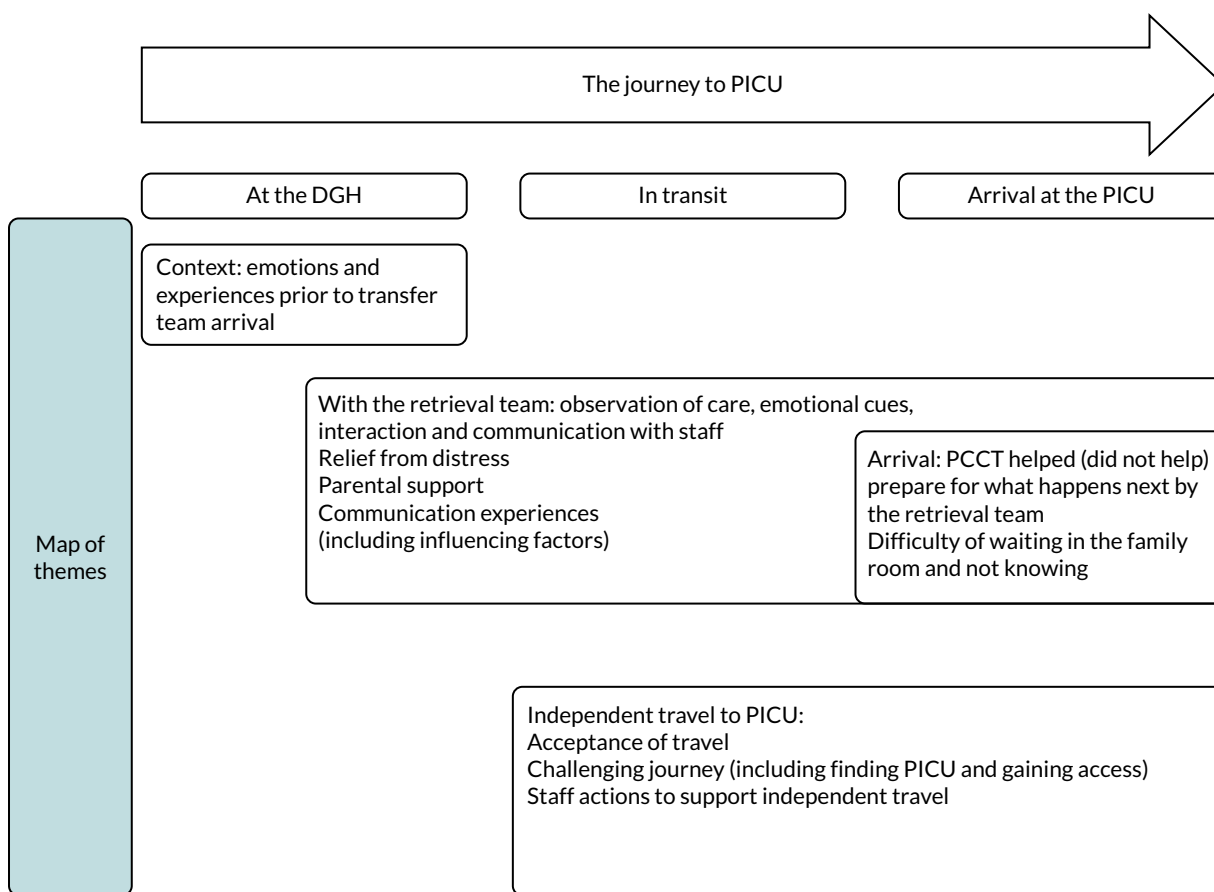 The journey to PICU
At the DGH
In transit
Arrival at the PICU
Context: emotions and
experiences prior to transfer
team arrival
With the retrieval team: observation of care, emotional cues,
interaction and communication with staff
Relief from distress
Parental support
Communication experiences
(including influencing factors)
Arrival: PCCT helped (did not help)
prepare for what happens next by
the retrieval team
Difficulty of waiting in the family
room and not knowing
Map of
themes
Independent travel to PICU:
Acceptance of travel
Challenging journey (including finding PICU and gaining access)
Staff actions to support independent travel